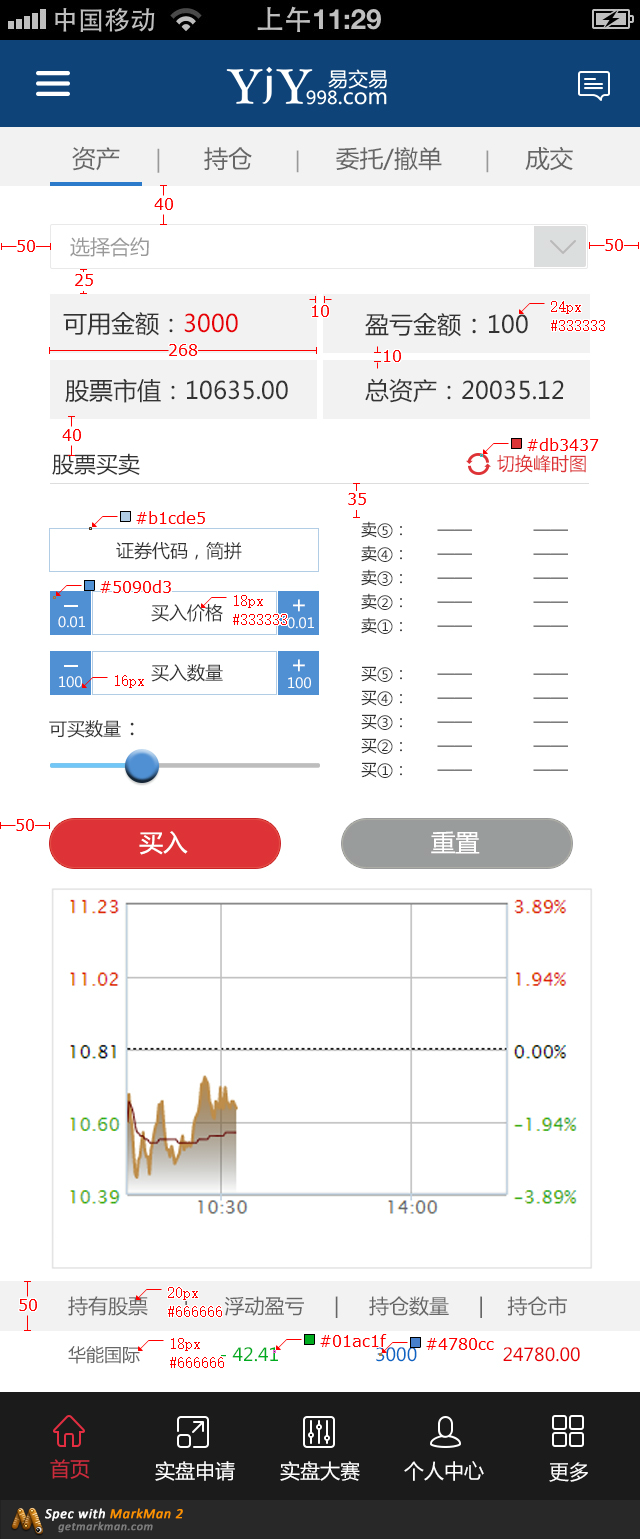 中国移动 上午11:29
YjY易交易
998.com
资产 | 持仓 | 委托/撤单 | 成交
40
50 选择合约 50
25
可用金额：3000 10 盈亏金额：100 24px
#333333
268 10
股票市值：10635.00 总资产：20035.12
40
#db3437
股票买卖 切换峰时图
35
#b1cde5
卖⑤：
证券代码，简拼
卖④：
#5090d3 卖③：
18px
#333333
买入价格
0.01 0.01
卖②：
卖①：
买入数量
100 16px 100
买⑤：
买④：
可买数量：
买③：
买②：
买①：
50
买入 重置
11.23 3.89%
11.02 1.94%
10.81 0.00%
10.60 -1.94%
10.39 -3.89%
10:30 14:00
20px
#666666
50 持有股票 浮动盈亏 | 持仓数量 | 持仓市
#01ac1f #4780cc
18px
#666666
华能国际 - 42.41 3000 24780.00
首页 实盘申请 实盘大赛 个人中心 更多
Spec with MarkMan 2
getmarkman.com